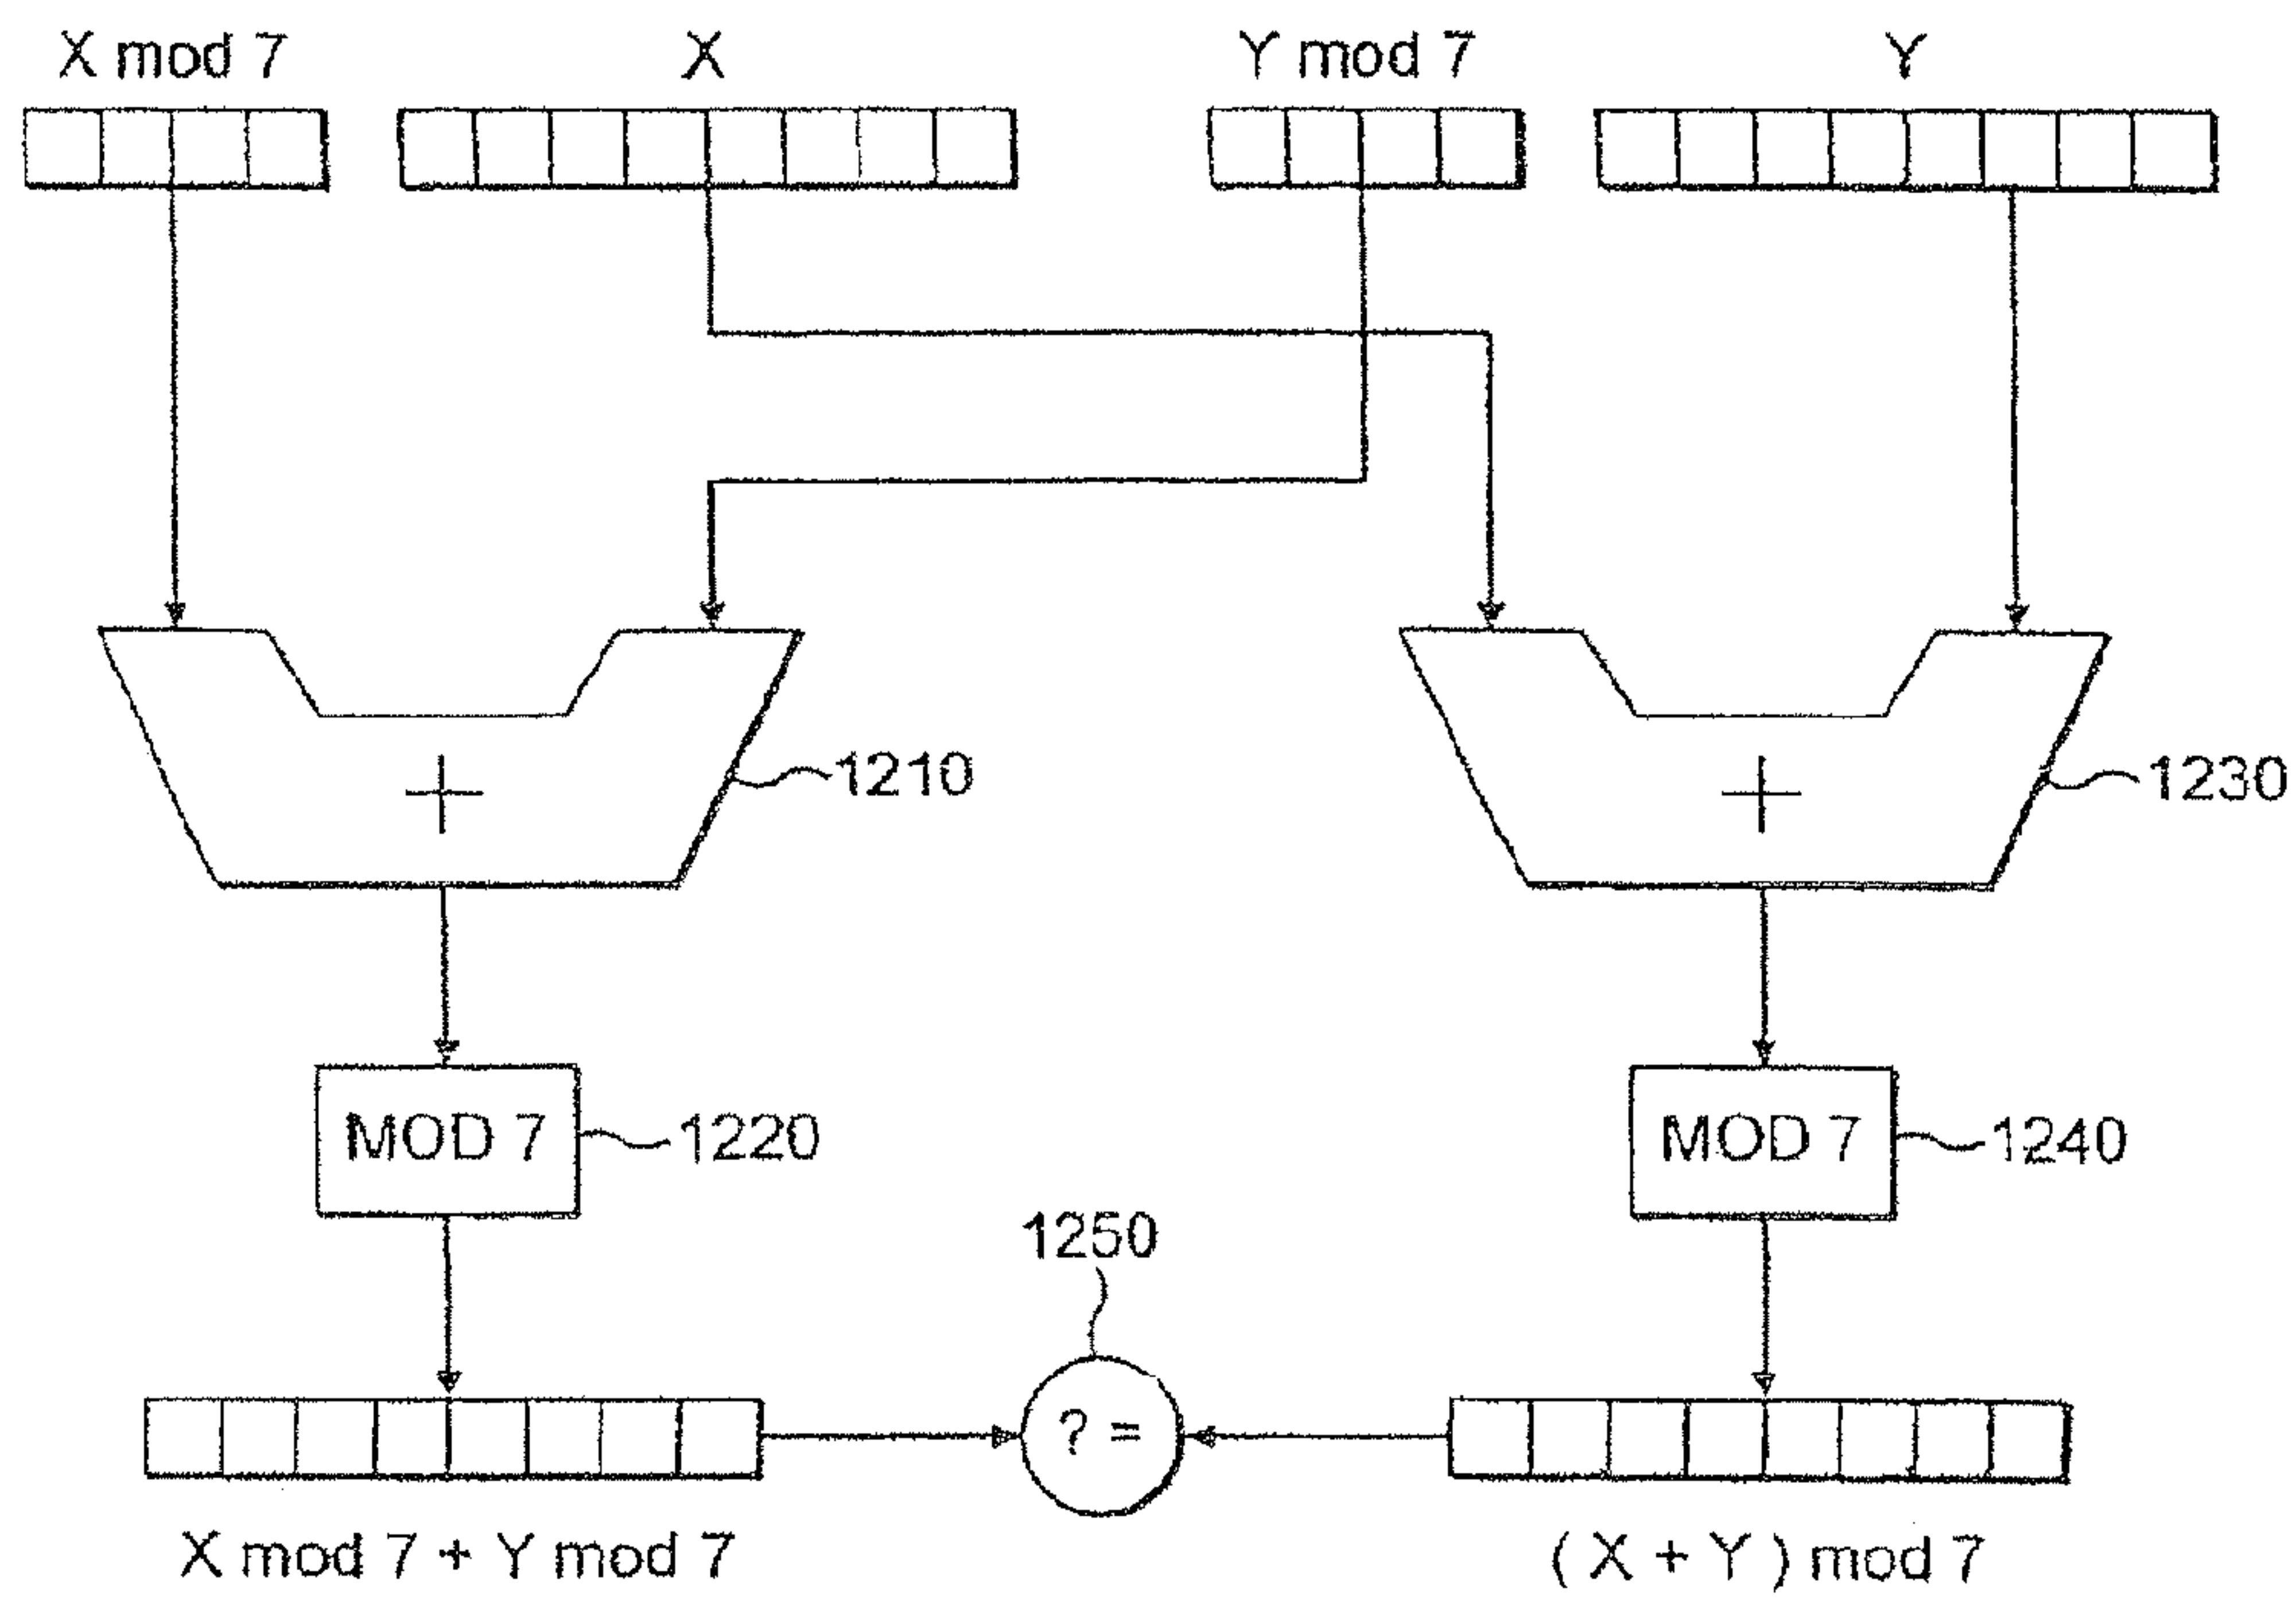 X mod 7
X
Y mod 7
Y
+
1210
+
1230
MOD 7
1220
MOD 7
1240
1250
? =
X mod 7 + Y mod 7
( X + Y ) mod 7